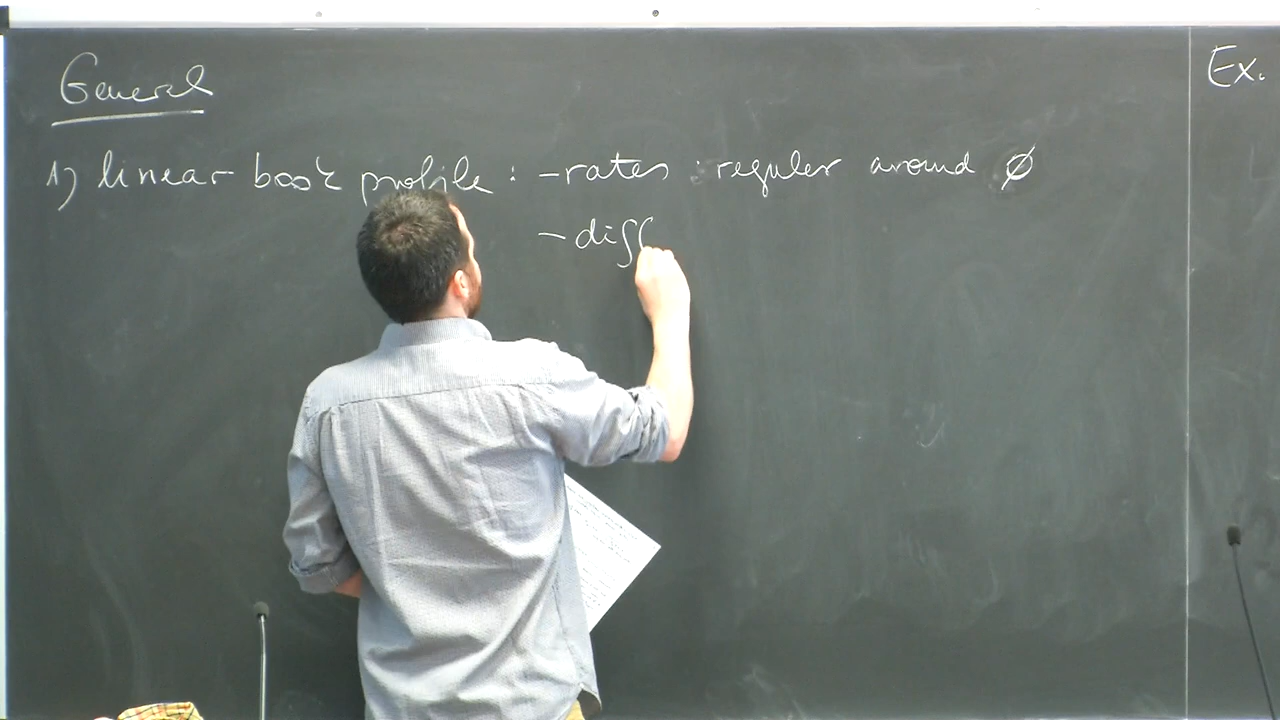 General
1) linear book profile : - rates : regular around ∅
- diff
Ex.